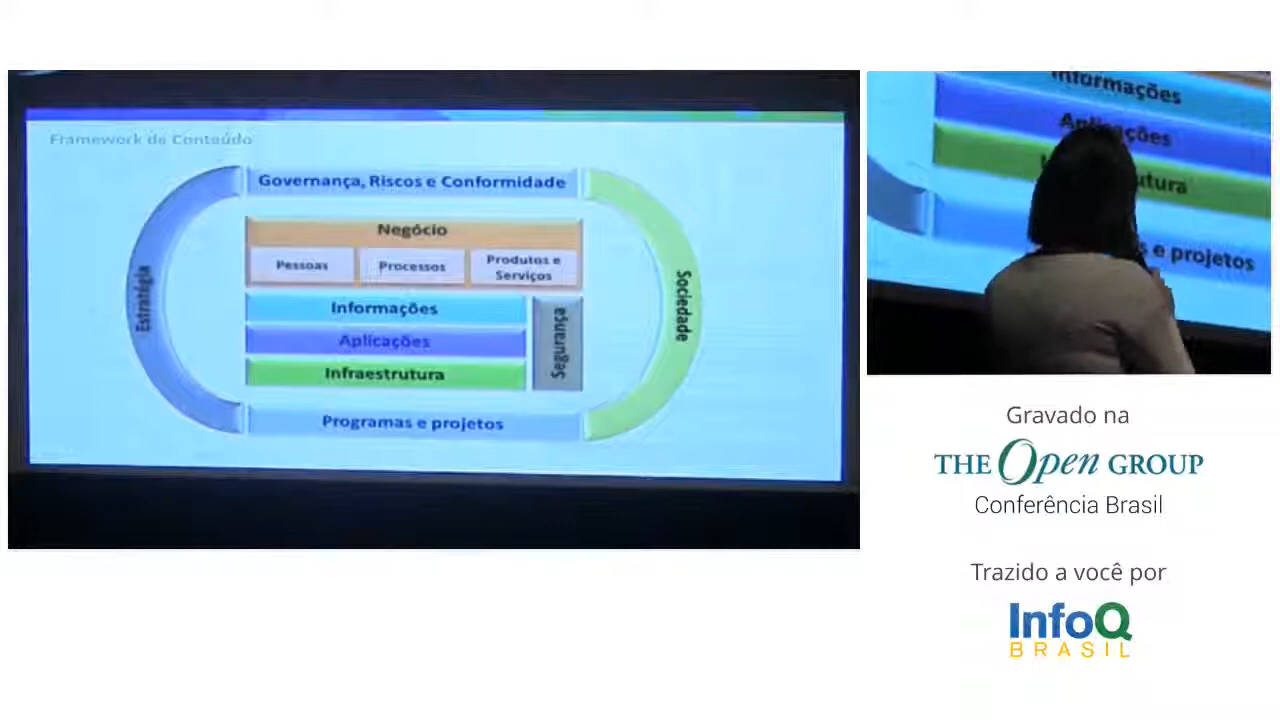 Framework de Conteúdo
Governança, Riscos e Conformidade
Negócio
Pessoas
Processos
Produtos e
Serviços
Informações
Aplicações
Infraestrutura
Segurança
Programas e projetos
Estratégia
Sociedade
Informações
e projetos
Gravado na
THE Open GROUP
Conferência Brasil
Trazido a você por
InfoQ
BRASIL